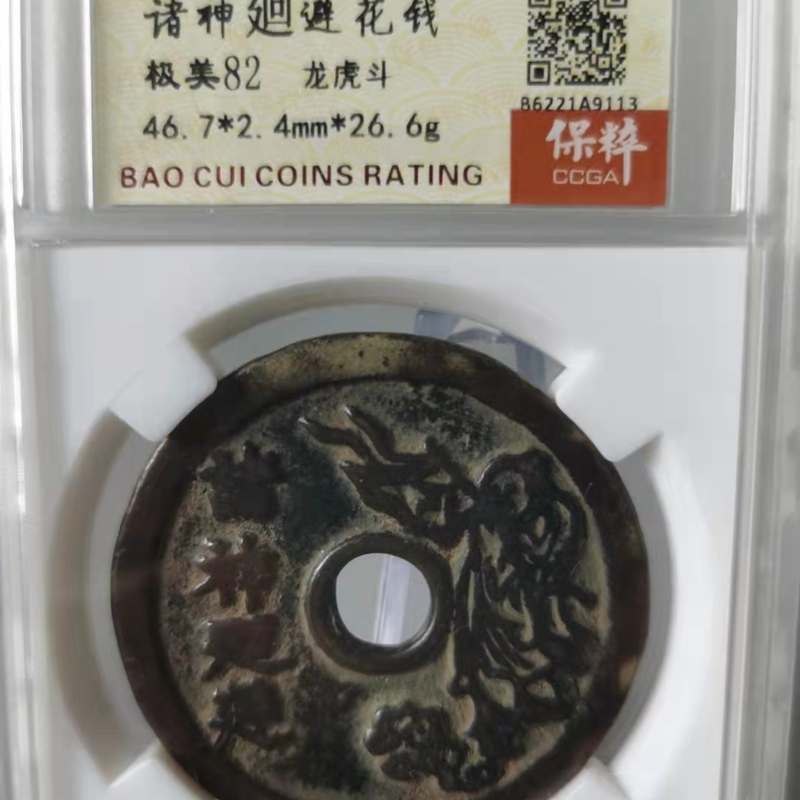 诸神廻避花钱
极美82 龙虎斗
46.7*2.4mm*26.6g
BAO CUI COINS RATING
B6221A9113
保粹
CCGA